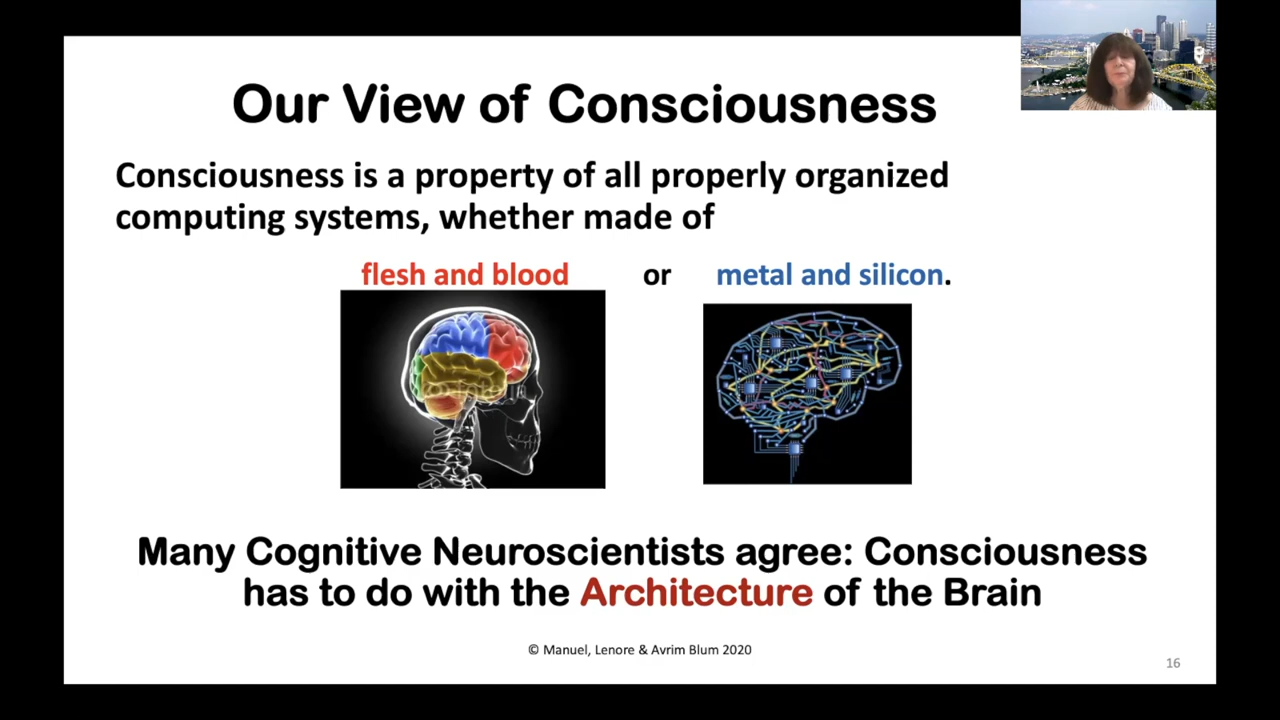 Our View of Consciousness
Consciousness is a property of all properly organized
computing systems, whether made of
flesh and blood or metal and silicon.
Many Cognitive Neuroscientists agree: Consciousness
has to do with the Architecture of the Brain
© Manuel, Lenore & Avrim Blum 2020
16